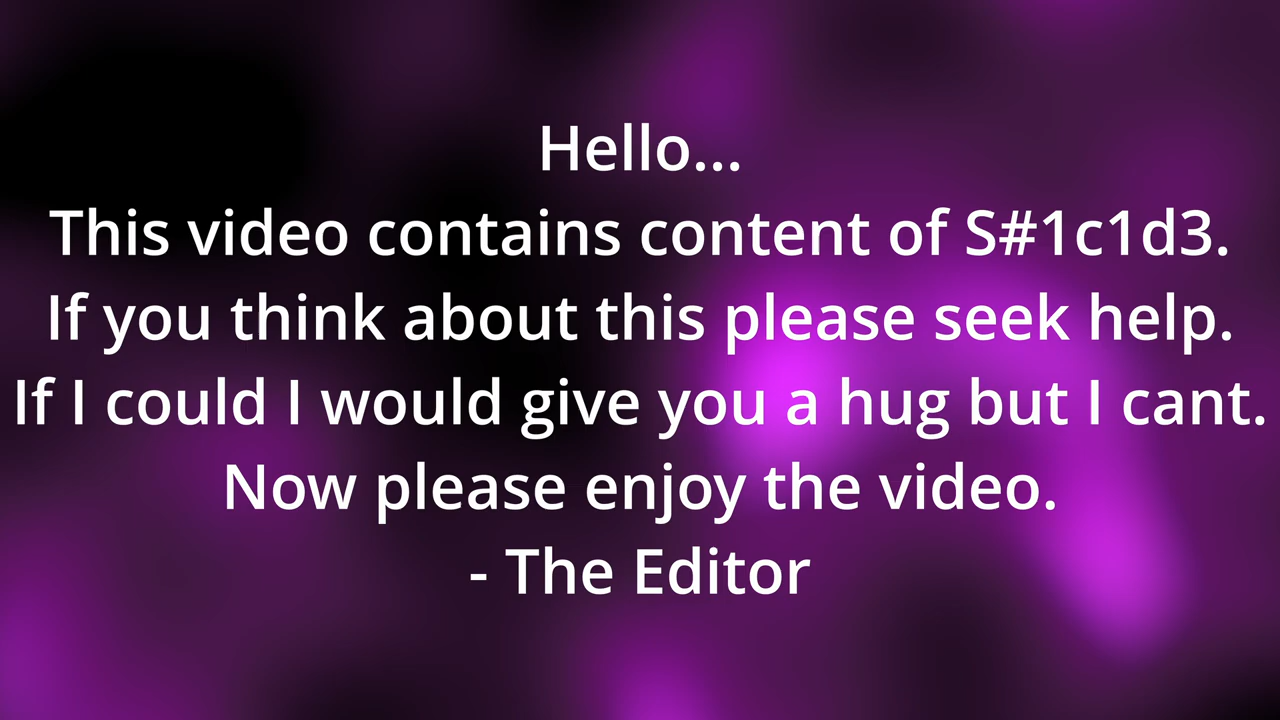 Hello...
This video contains content of S#1c1d3.
If you think about this please seek help.
If I could I would give you a hug but I cant.
Now please enjoy the video.
- The Editor